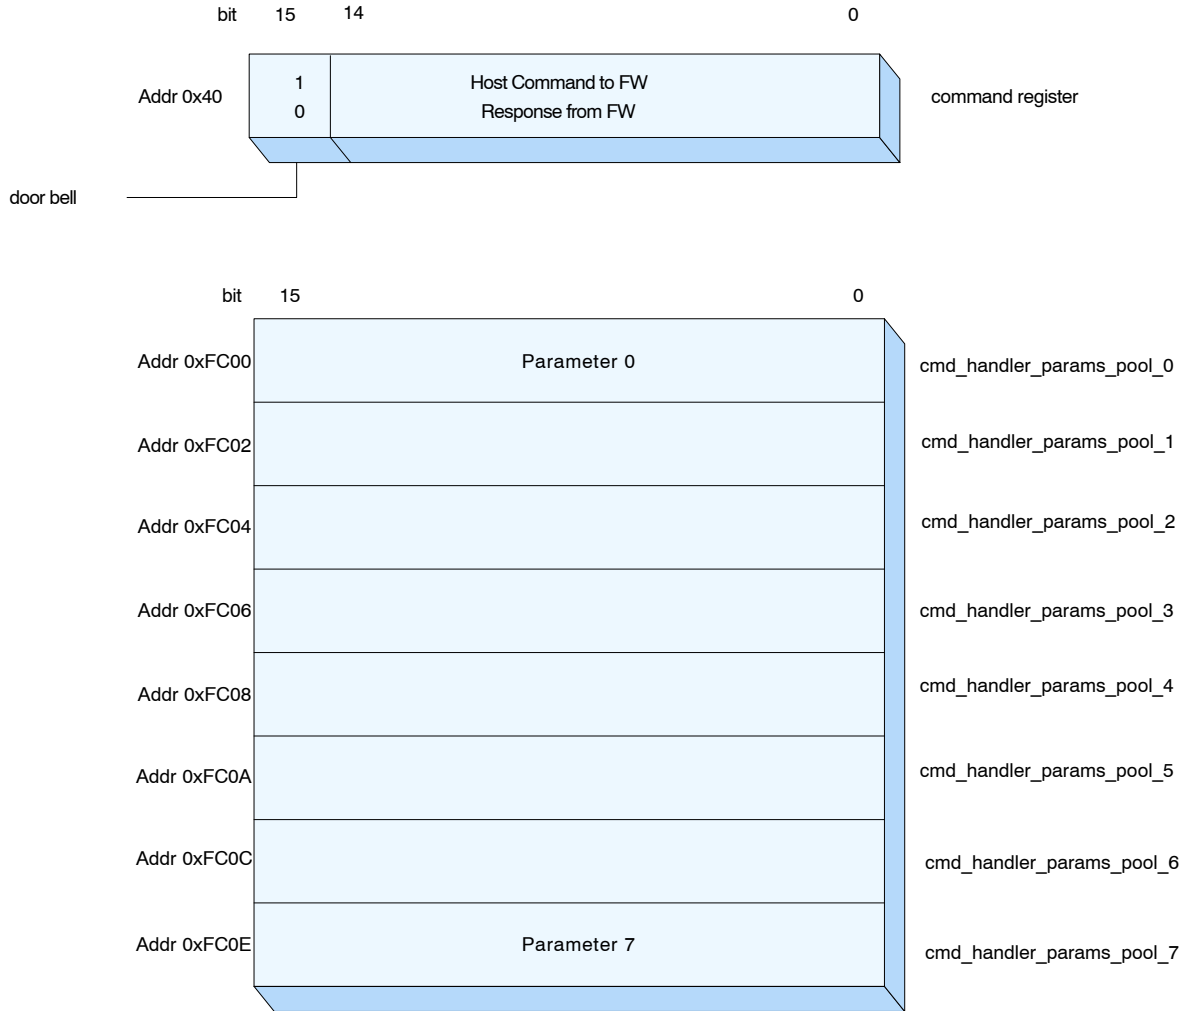 bit 15 14 0
Addr 0x40 1 Host Command to FW command register
0 Response from FW
door bell
bit 15 0
Addr 0xFC00 Parameter 0 cmd_handler_params_pool_0
Addr 0xFC02 cmd_handler_params_pool_1
Addr 0xFC04 cmd_handler_params_pool_2
Addr 0xFC06 cmd_handler_params_pool_3
Addr 0xFC08 cmd_handler_params_pool_4
Addr 0xFC0A cmd_handler_params_pool_5
Addr 0xFC0C cmd_handler_params_pool_6
Addr 0xFC0E Parameter 7 cmd_handler_params_pool_7